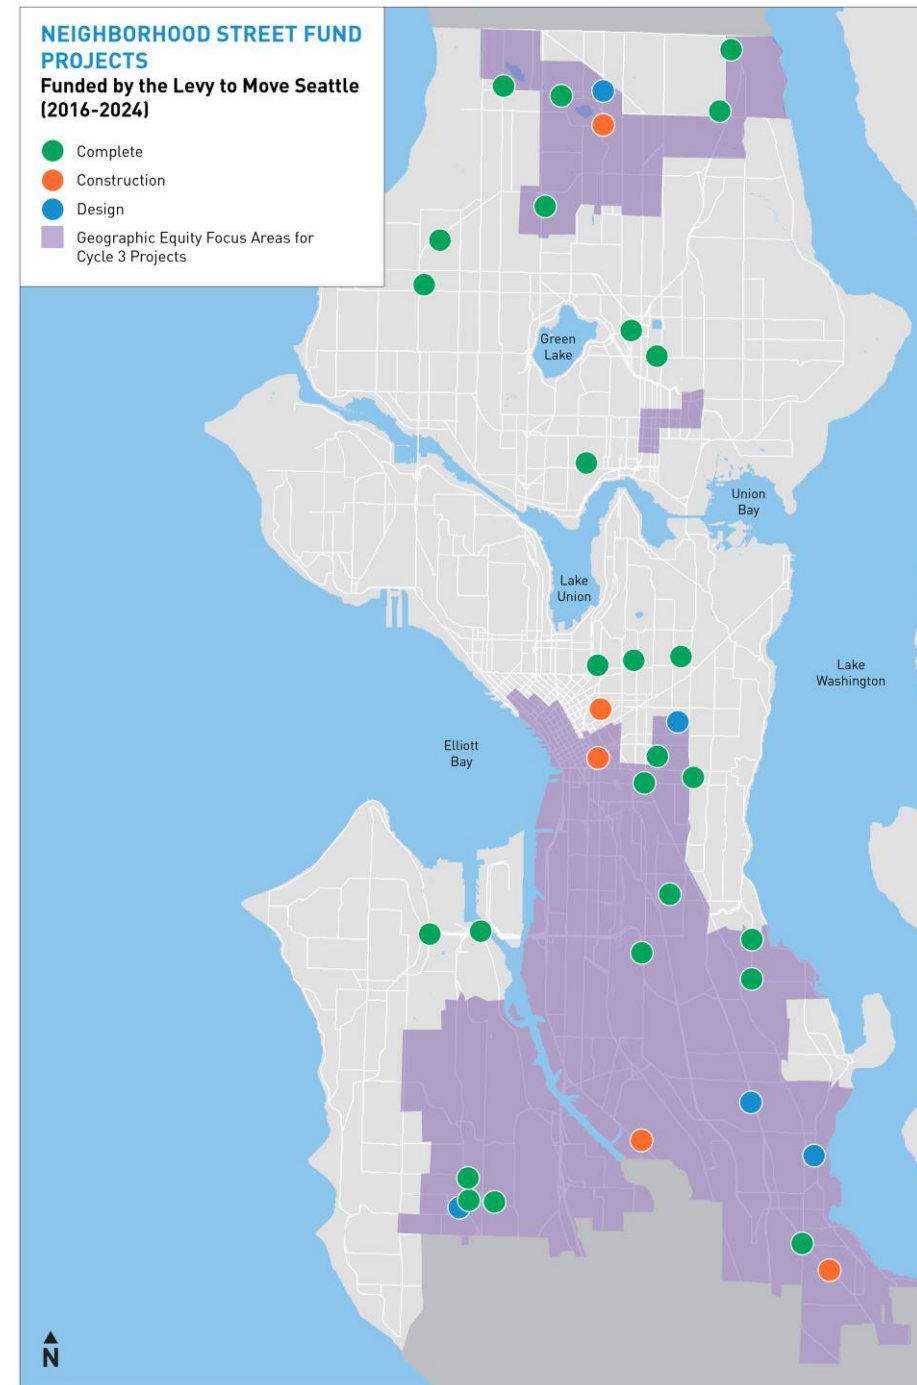 NEIGHBORHOOD STREET FUND
PROJECTS
Funded by the Levy to Move Seattle
(2016-2024)
Complete
Construction
Design
Geographic Equity Focus Areas for
Cycle 3 Projects
Green
Lake
Union
Bay
Lake
Union
Lake
Washington
Elliott
Bay
N